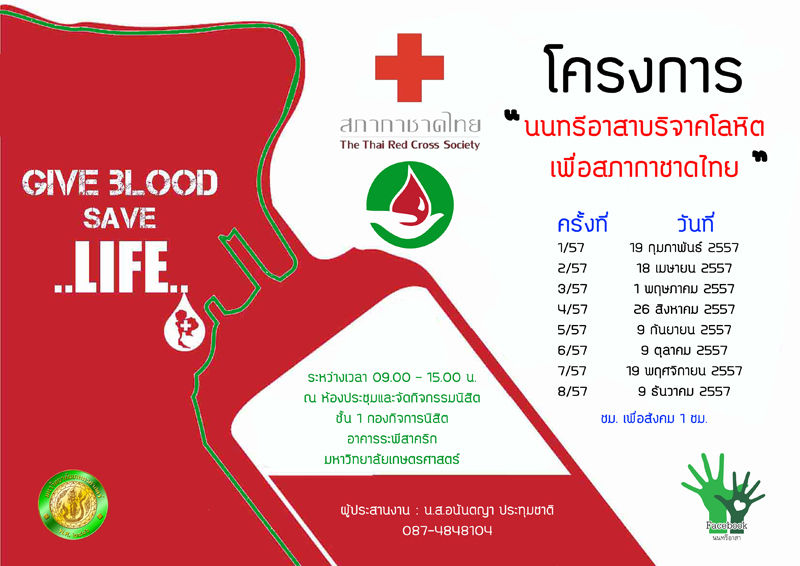 โครงการ
"นนทรีอาสาบริจาคโลหิต
เพื่อสภากาชาดไทย"
สภากาชาดไทย
The Thai Red Cross Society
GIVE BLOOD
SAVE
..LIFE..
ครั้งที่ วันที่
1/57 19 กุมภาพันธ์ 2557
2/57 18 เมษายน 2557
3/57 1 พฤษภาคม 2557
4/57 26 สิงหาคม 2557
5/57 9 กันยายน 2557
6/57 9 ตุลาคม 2557
7/57 19 พฤศจิกายน 2557
8/57 9 ธันวาคม 2557
ชม. เพื่อสังคม 1 ชม.
ระหว่างเวลา 09.00 - 15.00 น.
ณ ห้องประชุมและจัดกิจกรรมนิสิต
ชั้น 1 กองกิจการนิสิต
อาคารระพีสาคริก
มหาวิทยาลัยเกษตรศาสตร์
ผู้ประสานงาน : น.ส.อนันตญา ประทุมชาติ
087-4848104
Facebook
นนทรีอาสา